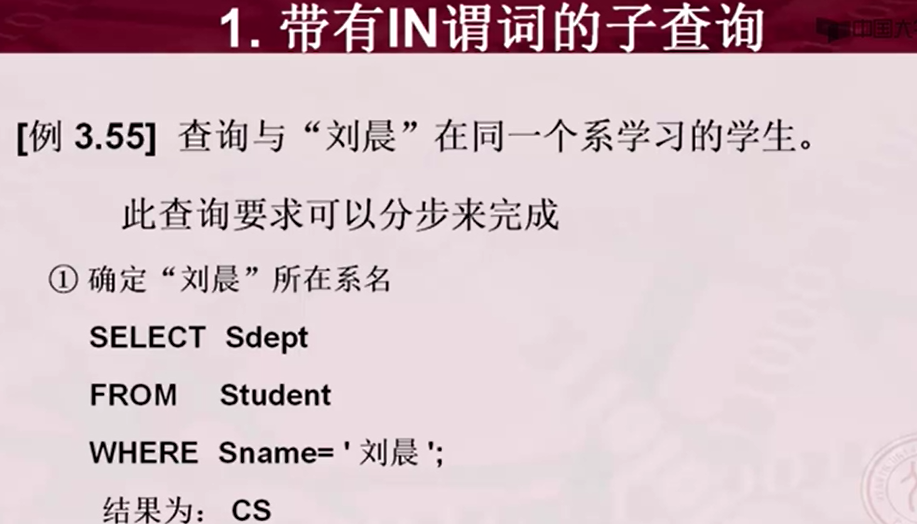 1. 带有IN谓词的子查询
中国大
[例 3.55] 查询与“刘晨”在同一个系学习的学生。
此查询要求可以分步来完成
① 确定“刘晨”所在系名
SELECT Sdept
FROM Student
WHERE Sname= ' 刘晨 ';
结果为： CS